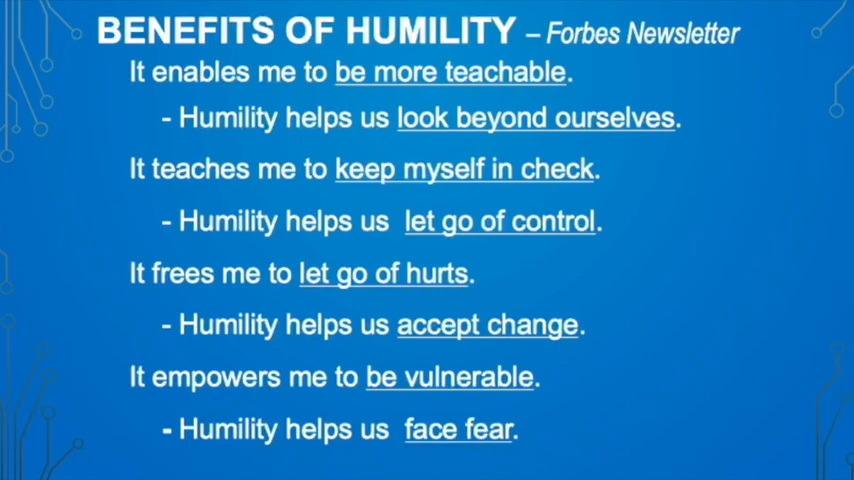 BENEFITS OF HUMILITY – Forbes Newsletter
It enables me to be more teachable.
- Humility helps us look beyond ourselves.
It teaches me to keep myself in check.
- Humility helps us let go of control.
It frees me to let go of hurts.
- Humility helps us accept change.
It empowers me to be vulnerable.
- Humility helps us face fear.